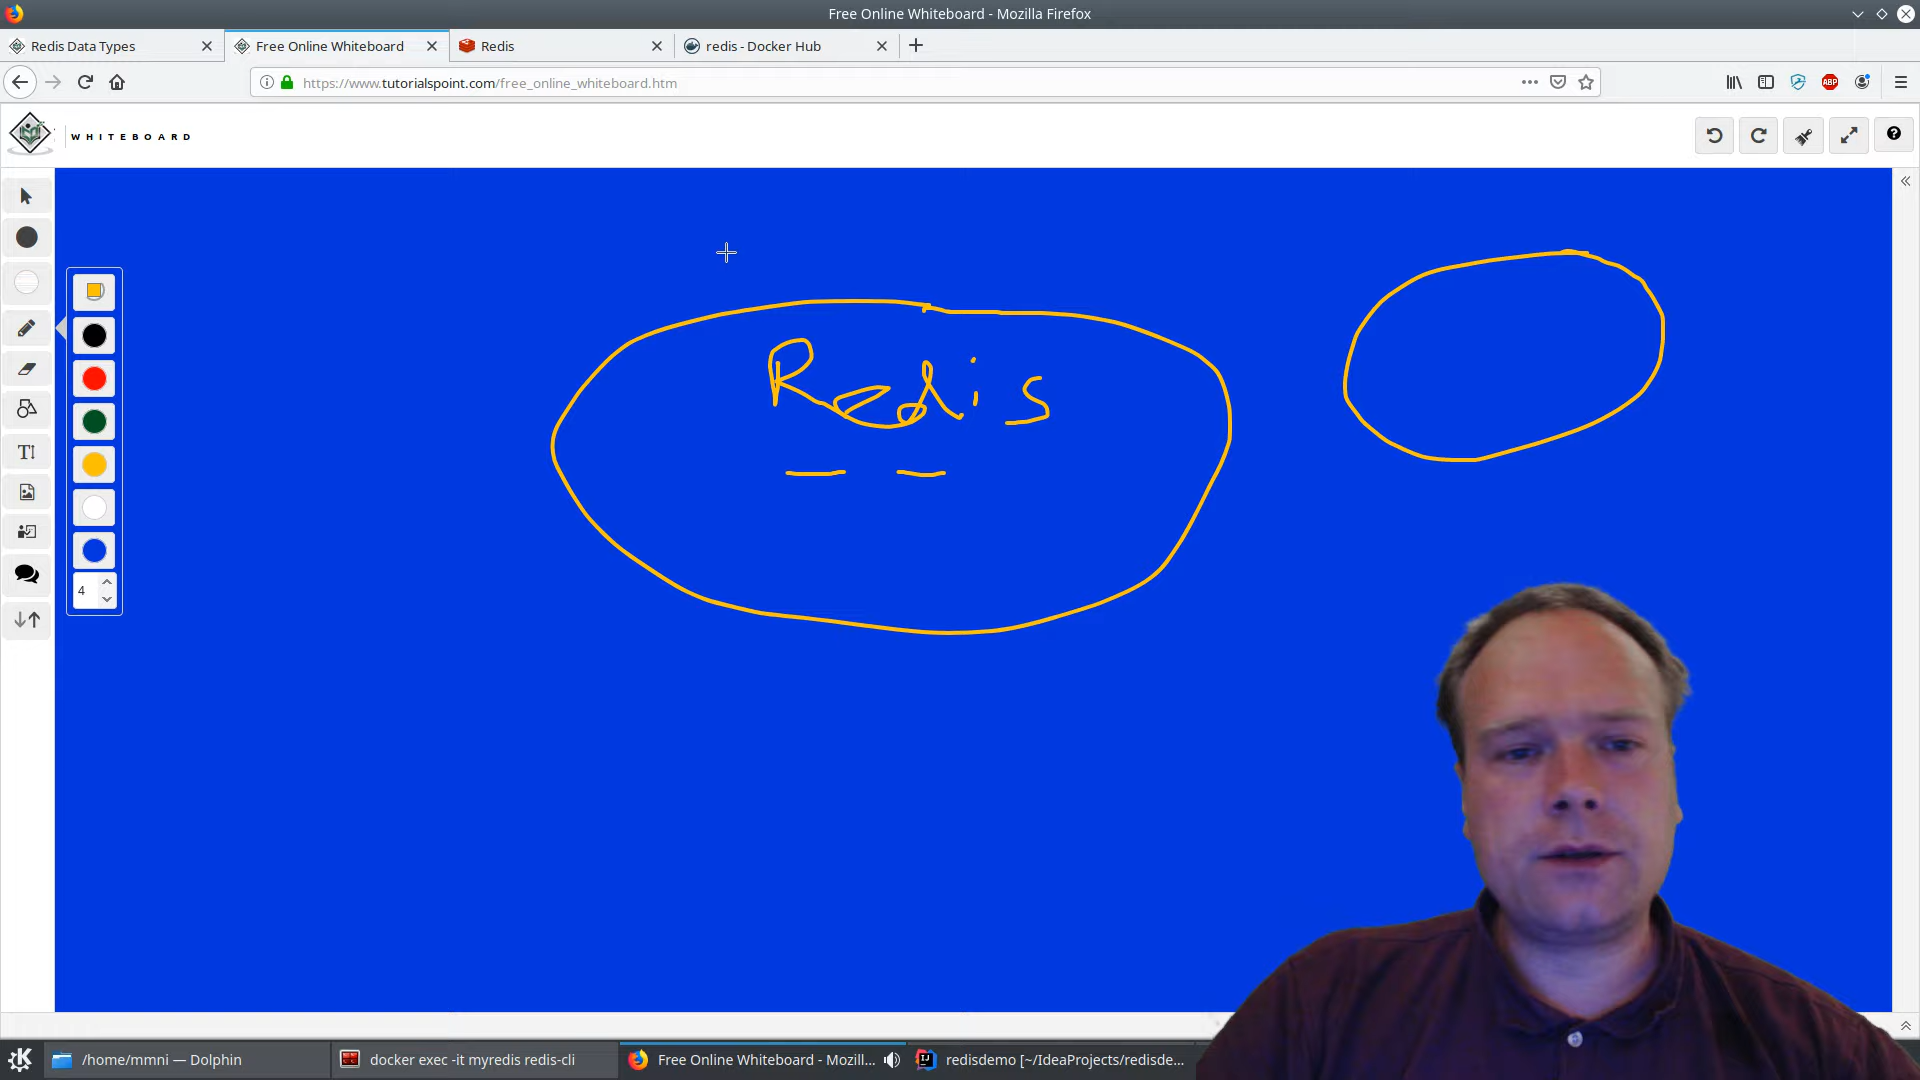 Free Online Whiteboard - Mozilla Firefox
Redis Data Types
Free Online Whiteboard
Redis
redis - Docker Hub
https://www.tutorialspoint.com/free_online_whiteboard.htm
ABP
WHITEBOARD
Redis
T
4
/home/mmni — Dolphin
docker exec -it myredis redis-cli
Free Online Whiteboard - Mozill...
IJ
redisdemo [~/IdeaProjects/redisde...